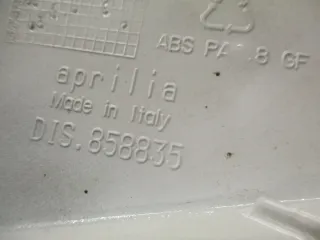 ABS PA .8 GF
aprilia
Made in Italy
DIS.858835